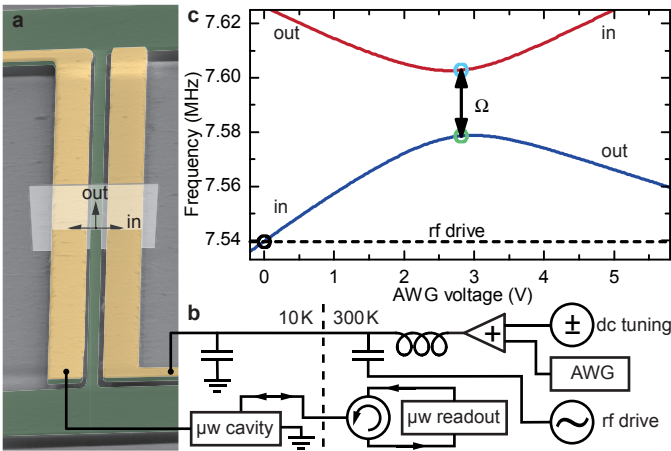 a
out
in
c
7.62
7.60
7.58
7.56
7.54
Frequency (MHz)
out
in
Ω
in
out
rf drive
0
1
2
3
4
5
AWG voltage (V)
b
10K
300K
+
± dc tuning
AWG
µw cavity
µw readout
~ rf drive